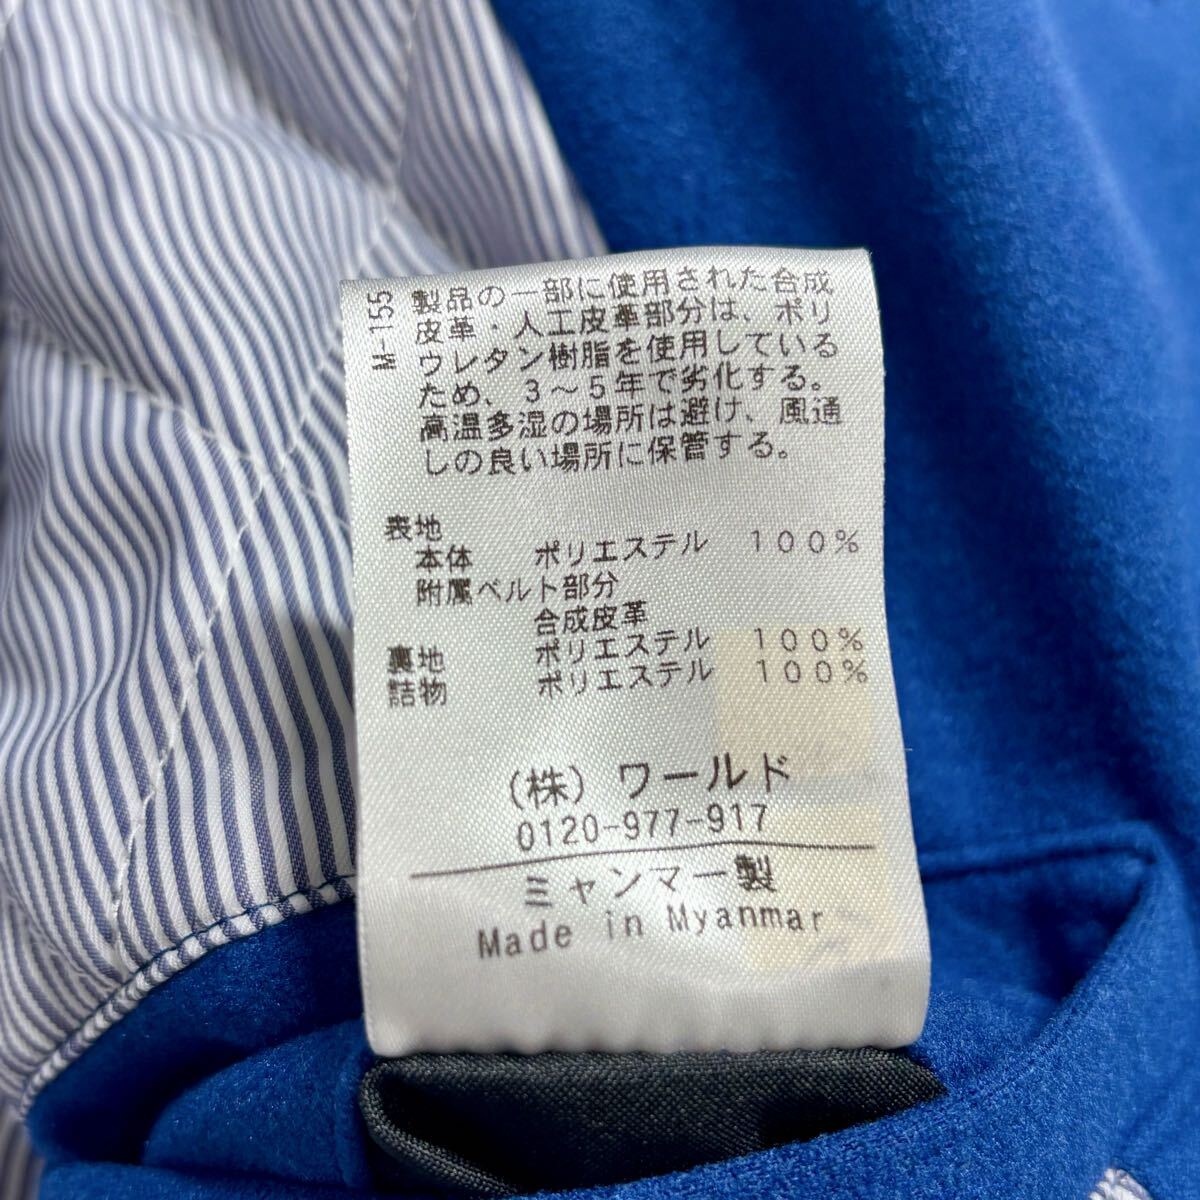 M-155
製品の一部に使用された合成
皮革・人工皮革部分は、ポリ
ウレタン樹脂を使用している
ため、3～5年で劣化する。
高温多湿の場所は避け、風通
しの良い場所に保管する。
表地
本体 ポリエステル 100%
附属ベルト部分
合成皮革
裏地 ポリエステル 100%
詰物 ポリエステル 100%
(株) ワールド
0120-977-917
ミャンマー製
Made in Myanmar